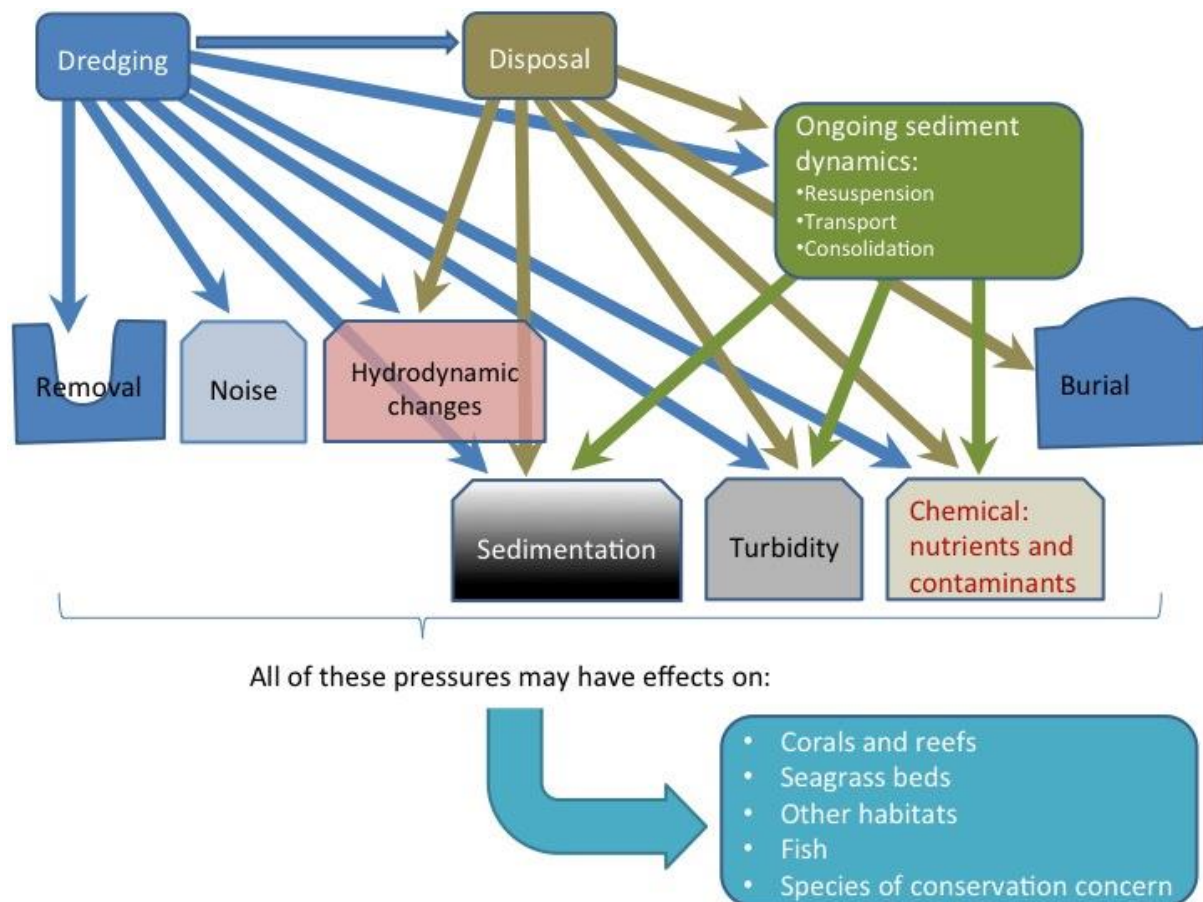 Dredging
Disposal
Ongoing sediment
dynamics:
•Resuspension
•Transport
•Consolidation
Removal
Noise
Hydrodynamic
changes
Burial
Sedimentation
Turbidity
Chemical:
nutrients and
contaminants
All of these pressures may have effects on:
• Corals and reefs
• Seagrass beds
• Other habitats
• Fish
• Species of conservation concern